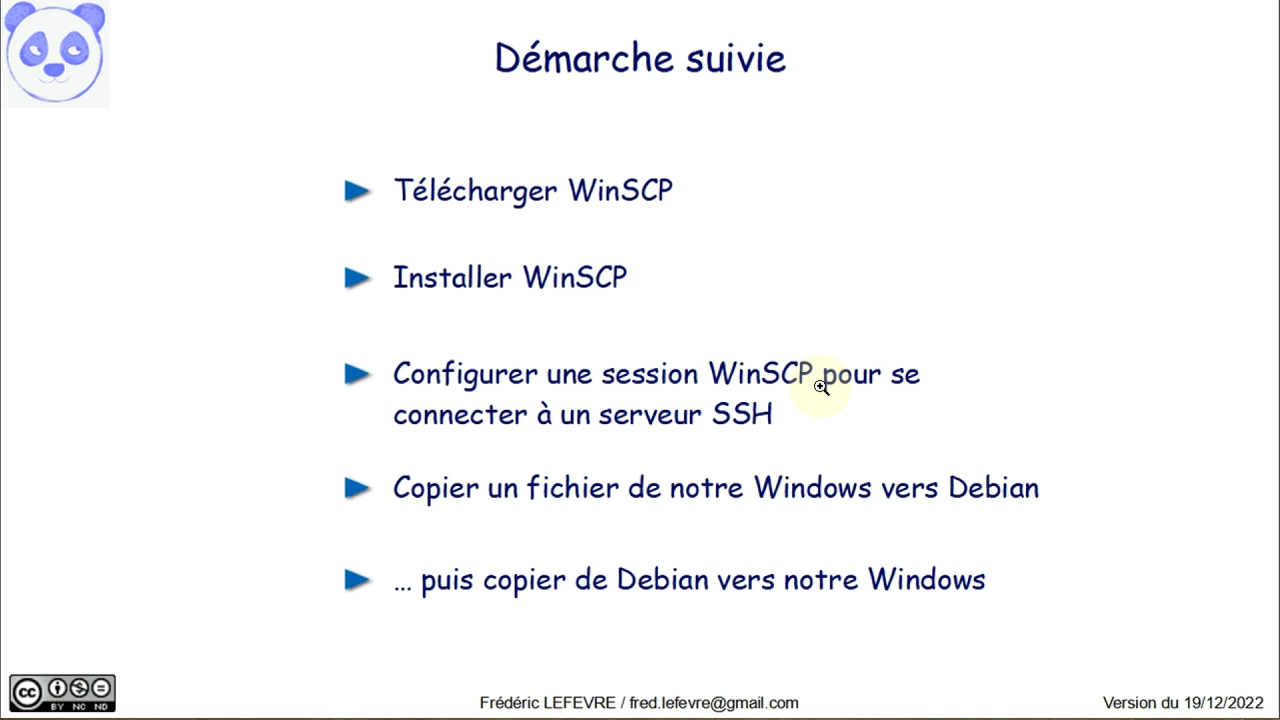 Démarche suivie
Télécharger WinSCP
Installer WinSCP
Configurer une session WinSCP pour se
connecter à un serveur SSH
Copier un fichier de notre Windows vers Debian
... puis copier de Debian vers notre Windows
cc BY NC ND
Frédéric LEFEVRE / fred.lefevre@gmail.com
Version du 19/12/2022